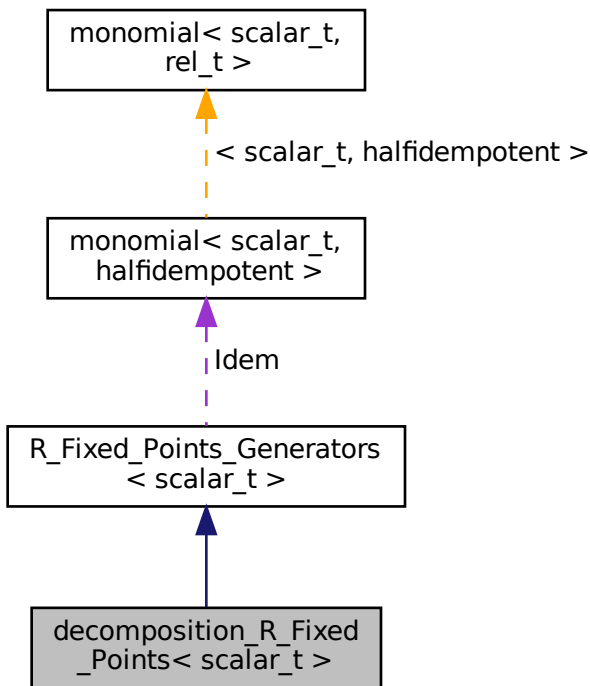 monomial< scalar_t,
rel_t >
< scalar_t, halfidempotent >
monomial< scalar_t,
halfidempotent >
Idem
R_Fixed_Points_Generators
< scalar_t >
decomposition_R_Fixed
_Points< scalar_t >